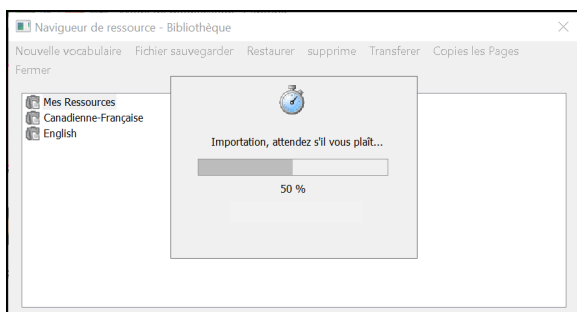 Navigueur de ressource - Bibliothèque
Nouvelle vocabulaire Fichier sauvegarder Restaurer supprime Transferer Copies les Pages
Fermer
Mes Ressources
Canadienne-Française
English
Importation, attendez s'il vous plaît...
50 %